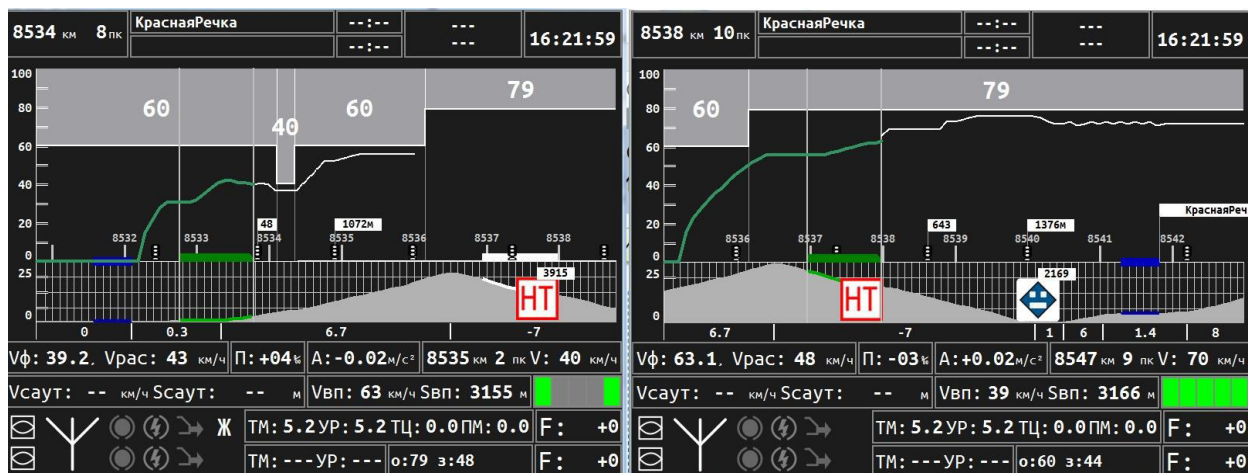 8534 км 8 пк КраснаяРечка --:-- --- 16:21:59
--:-- ---
100
80
60
40
20
0
60 40 60 79
48 1072м
8532 8533 8534 8535 8536 8537 8538
3915
НТ
25
0
0 0.3 6.7 -7
Vф: 39.2, Vрас: 43 км/ч П: +04‰ А: -0.02м/с² 8535 км 2 пк V: 40 км/ч
Vсаут: -- км/ч Sсаут: -- м Vвп: 63 км/ч Sвп: 3155 м
Ж ТМ: 5.2 УР: 5.2 ТЦ: 0.0 ПМ: 0.0 F: +0
ТМ: --- УР: --- о:79 з:48 F: +0
8538 км 10 пк КраснаяРечка --:-- --- 16:21:59
--:-- ---
100
80
60
40
20
0
60 79
КраснаяРеч
643 1376м
8536 8537 8538 8539 8540 8541 8542
2169
НТ
25
0
6.7 -7 1 6 1.4 8
Vф: 63.1, Vрас: 48 км/ч П: -03‰ А: +0.02м/с² 8547 км 9 пк V: 70 км/ч
Vсаут: -- км/ч Sсаут: -- м Vвп: 39 км/ч Sвп: 3166 м
ТМ: 5.2 УР: 5.2 ТЦ: 0.0 ПМ: 0.0 F: +0
ТМ: --- УР: --- о:60 з:44 F: +0